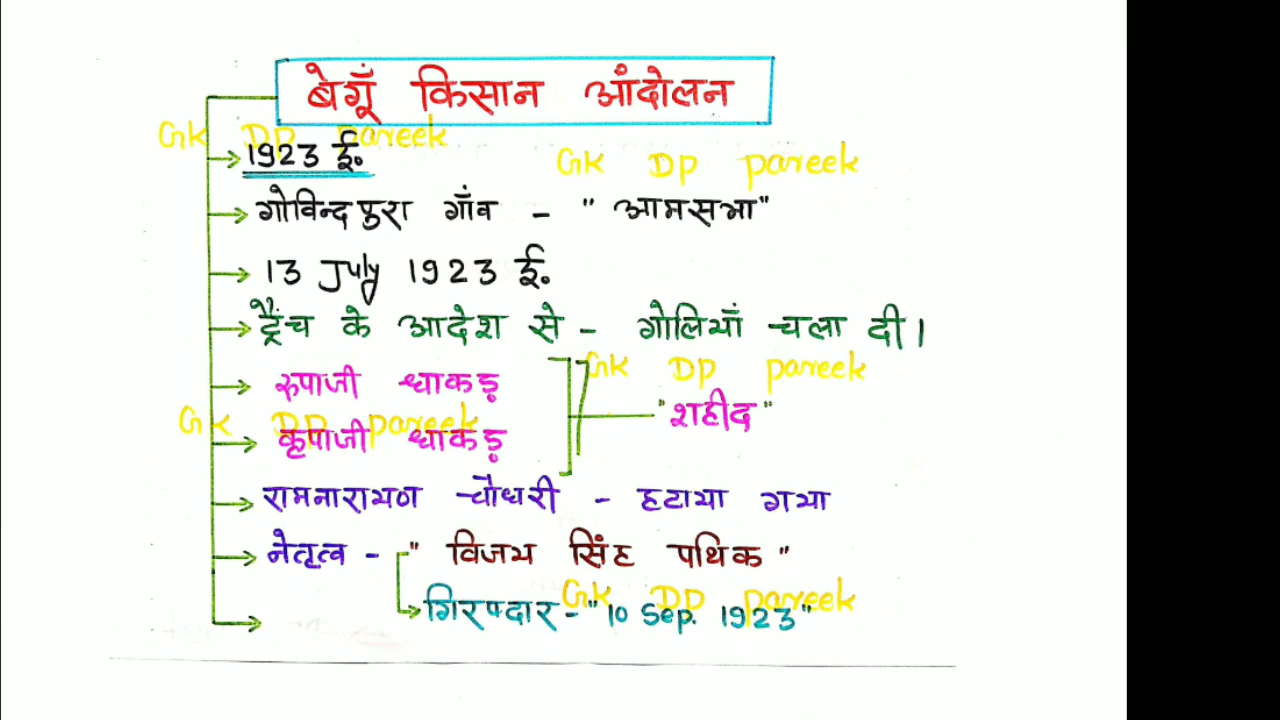 बेगूँ किसान आंदोलन
Gk DP pareek
1923 ई.
Gk DP pareek
गोविन्दपुरा गाँव - "आमसभा"
13 July 1923 ई.
ट्रैंच के आदेश से - गोलियाँ चला दी।
Gk DP pareek
रुपाजी धाकड़
"शहीद"
Gk DP pareek
कृपाजी धाकड़
रामनारायण चौधरी - हटाया गया
नेतृत्व - "विजय सिंह पथिक"
Gk DP pareek
गिरफ्दार - "10 Sep. 1923"